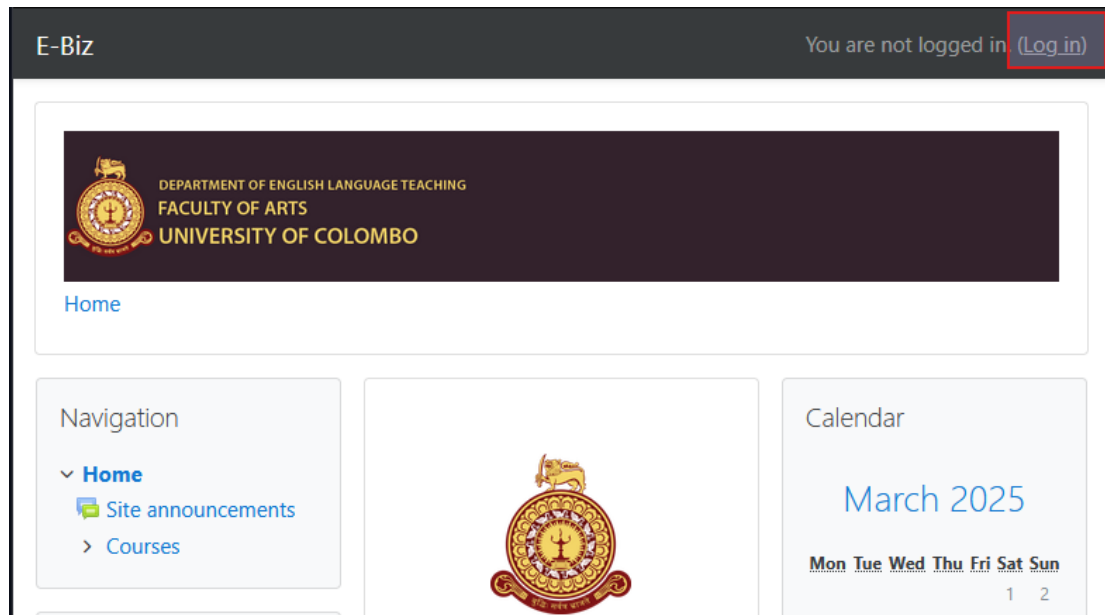 E-Biz
You are not logged in. (Log in)
DEPARTMENT OF ENGLISH LANGUAGE TEACHING
FACULTY OF ARTS
UNIVERSITY OF COLOMBO
Home
Navigation
Home
Site announcements
Courses
Calendar
March 2025
Mon Tue Wed Thu Fri Sat Sun
1 2